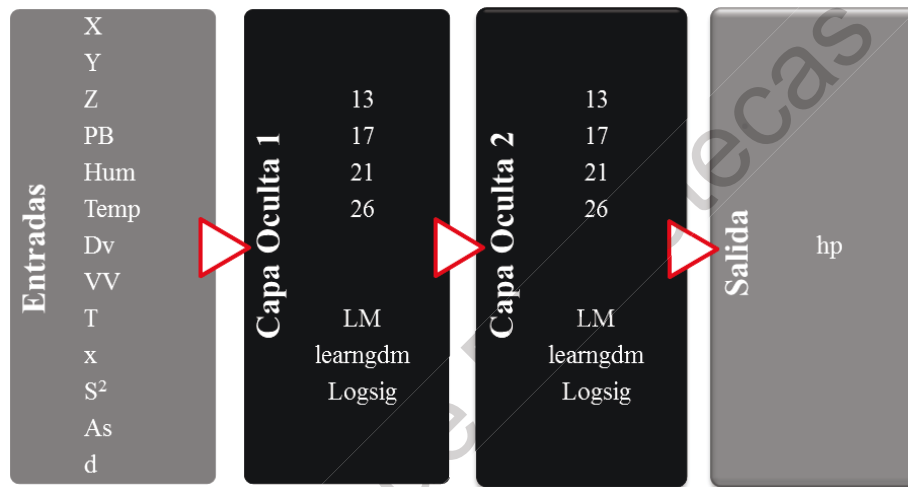 Entradas
X
Y
Z
PB
Hum
Temp
Dv
VV
T
x
S²
As
d
Capa Oculta 1
13
17
21
26
LM
learngdm
Logsig
Capa Oculta 2
13
17
21
26
LM
learngdm
Logsig
Salida
hp